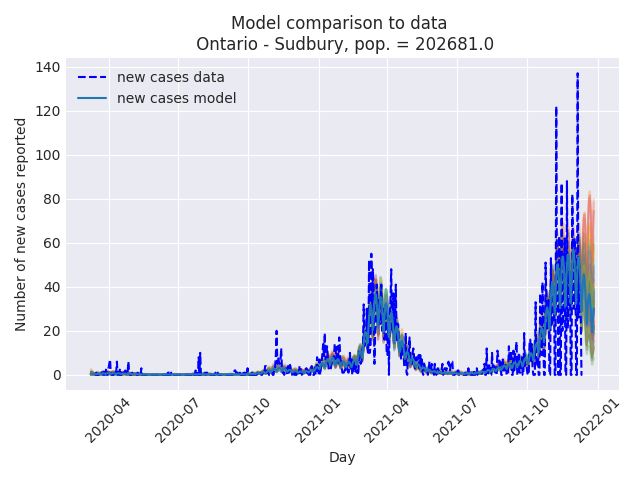 Model comparison to data
Ontario - Sudbury, pop. = 202681.0
new cases data
new cases model
Number of new cases reported
140
120
100
80
60
40
20
0
2020-04
2020-07
2020-10
2021-01
2021-04
2021-07
2021-10
2022-01
Day